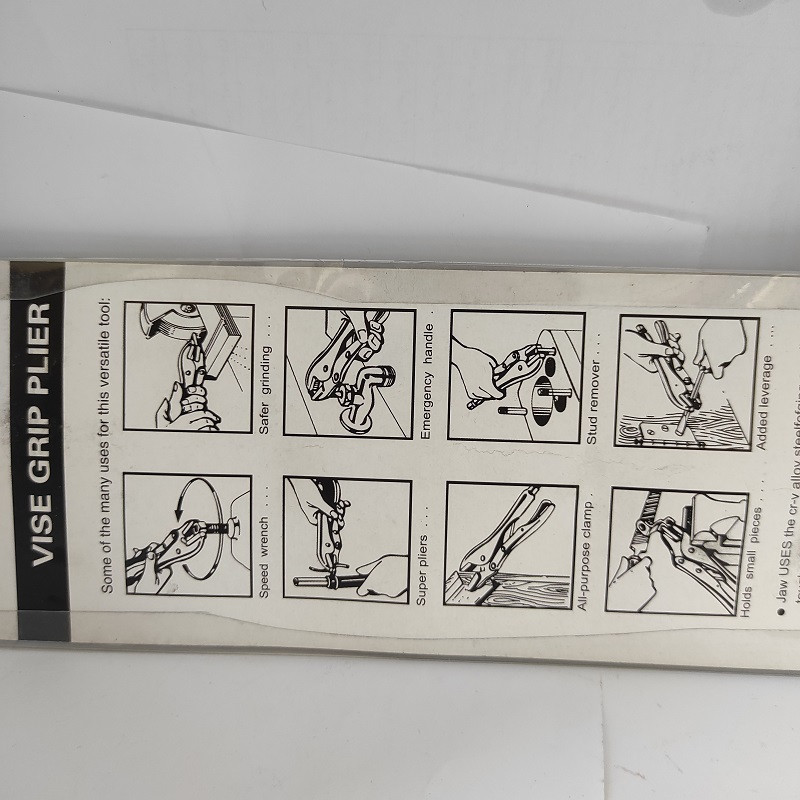 VISE GRIP PLIER
Some of the many uses for this versatile tool:
Speed wrench . . .
Safer grinding . . .
Super pliers . . .
Emergency handle .
All-purpose clamp .
Stud remover . . .
Holds small pieces . . .
Added leverage . . . .
● Jaw USES the cr-v alloy